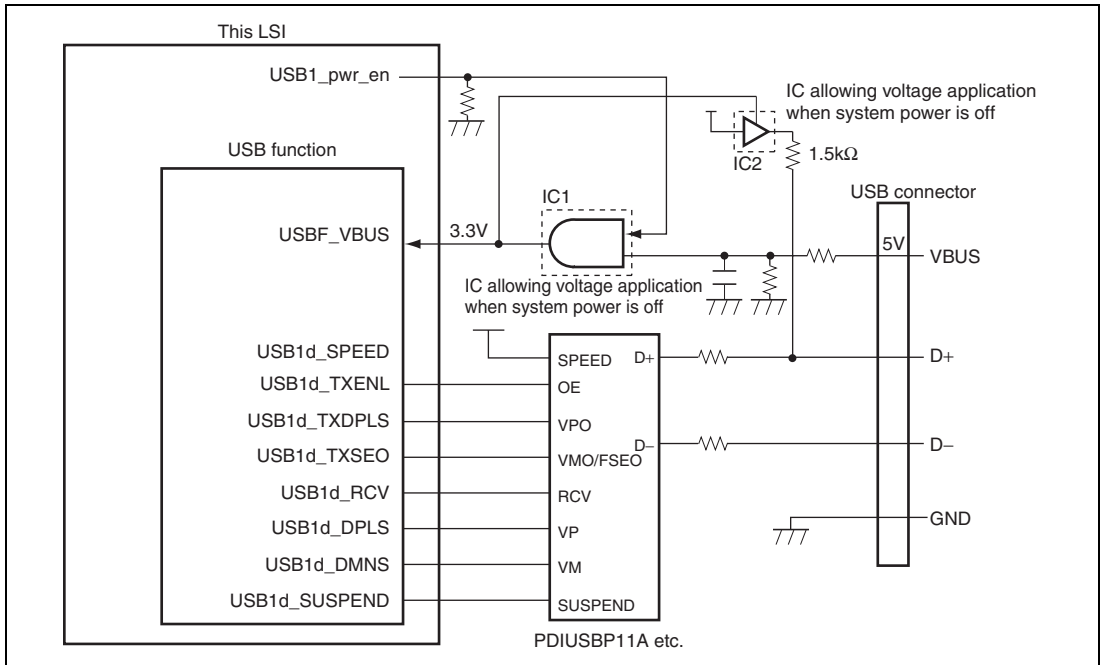 This LSI
USB1_pwr_en
IC allowing voltage application
when system power is off
IC2
1.5kΩ
USB function
IC1
USB connector
USBF_VBUS
3.3V
5V
VBUS
IC allowing voltage application
when system power is off
USB1d_SPEED
SPEED
D+
D+
USB1d_TXENL
OE
USB1d_TXDPLS
VPO
D–
D–
USB1d_TXSEO
VMO/FSEO
USB1d_RCV
RCV
USB1d_DPLS
VP
GND
USB1d_DMNS
VM
USB1d_SUSPEND
SUSPEND
PDIUSBP11A etc.